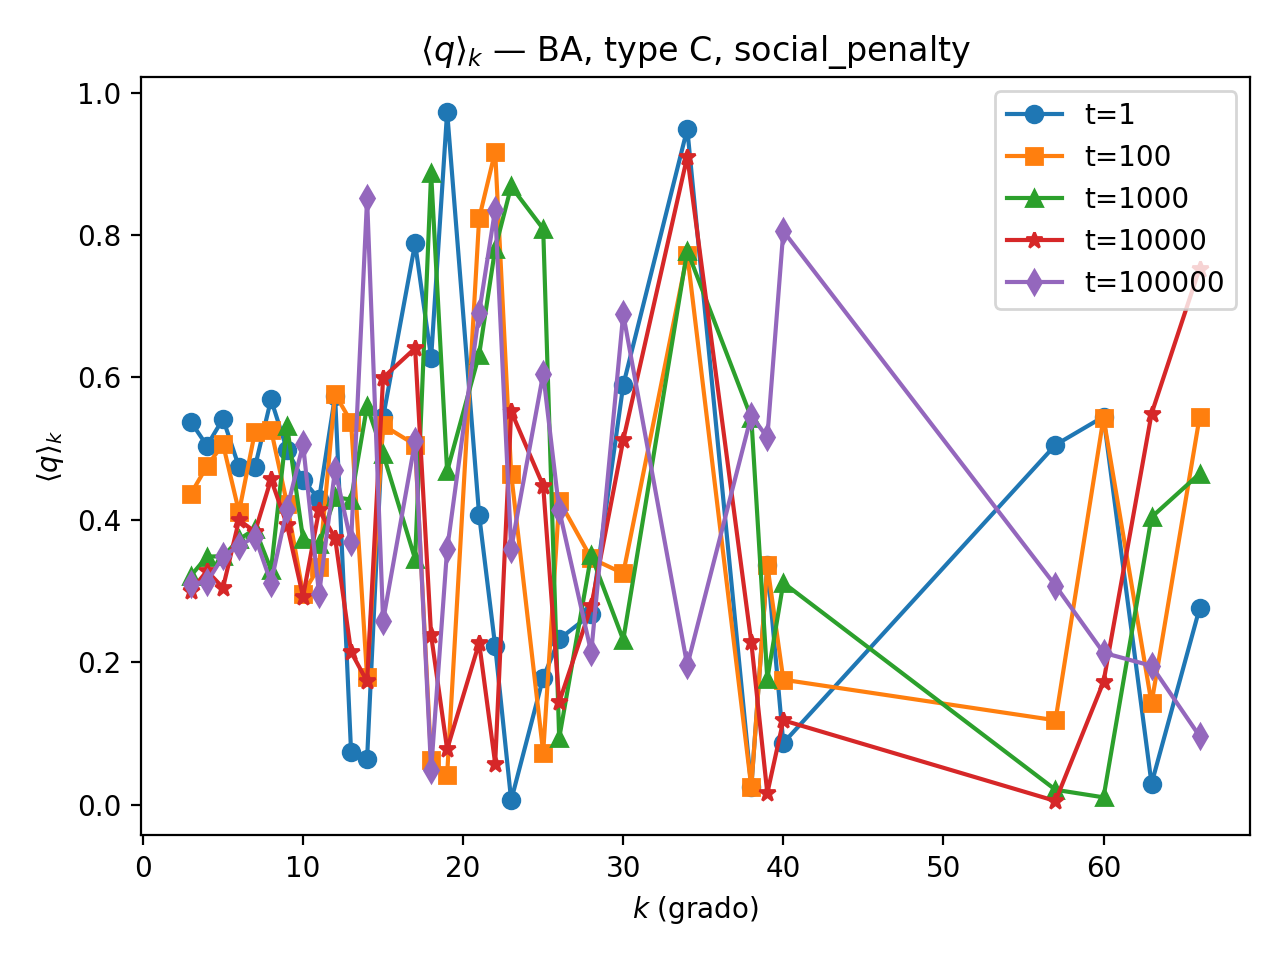 ⟨q⟩k — BA, type C, social_penalty
1.0
0.8
0.6
0.4
0.2
0.0
⟨q⟩k
0 10 20 30 40 50 60
k (grado)
t=1
t=100
t=1000
t=10000
t=100000